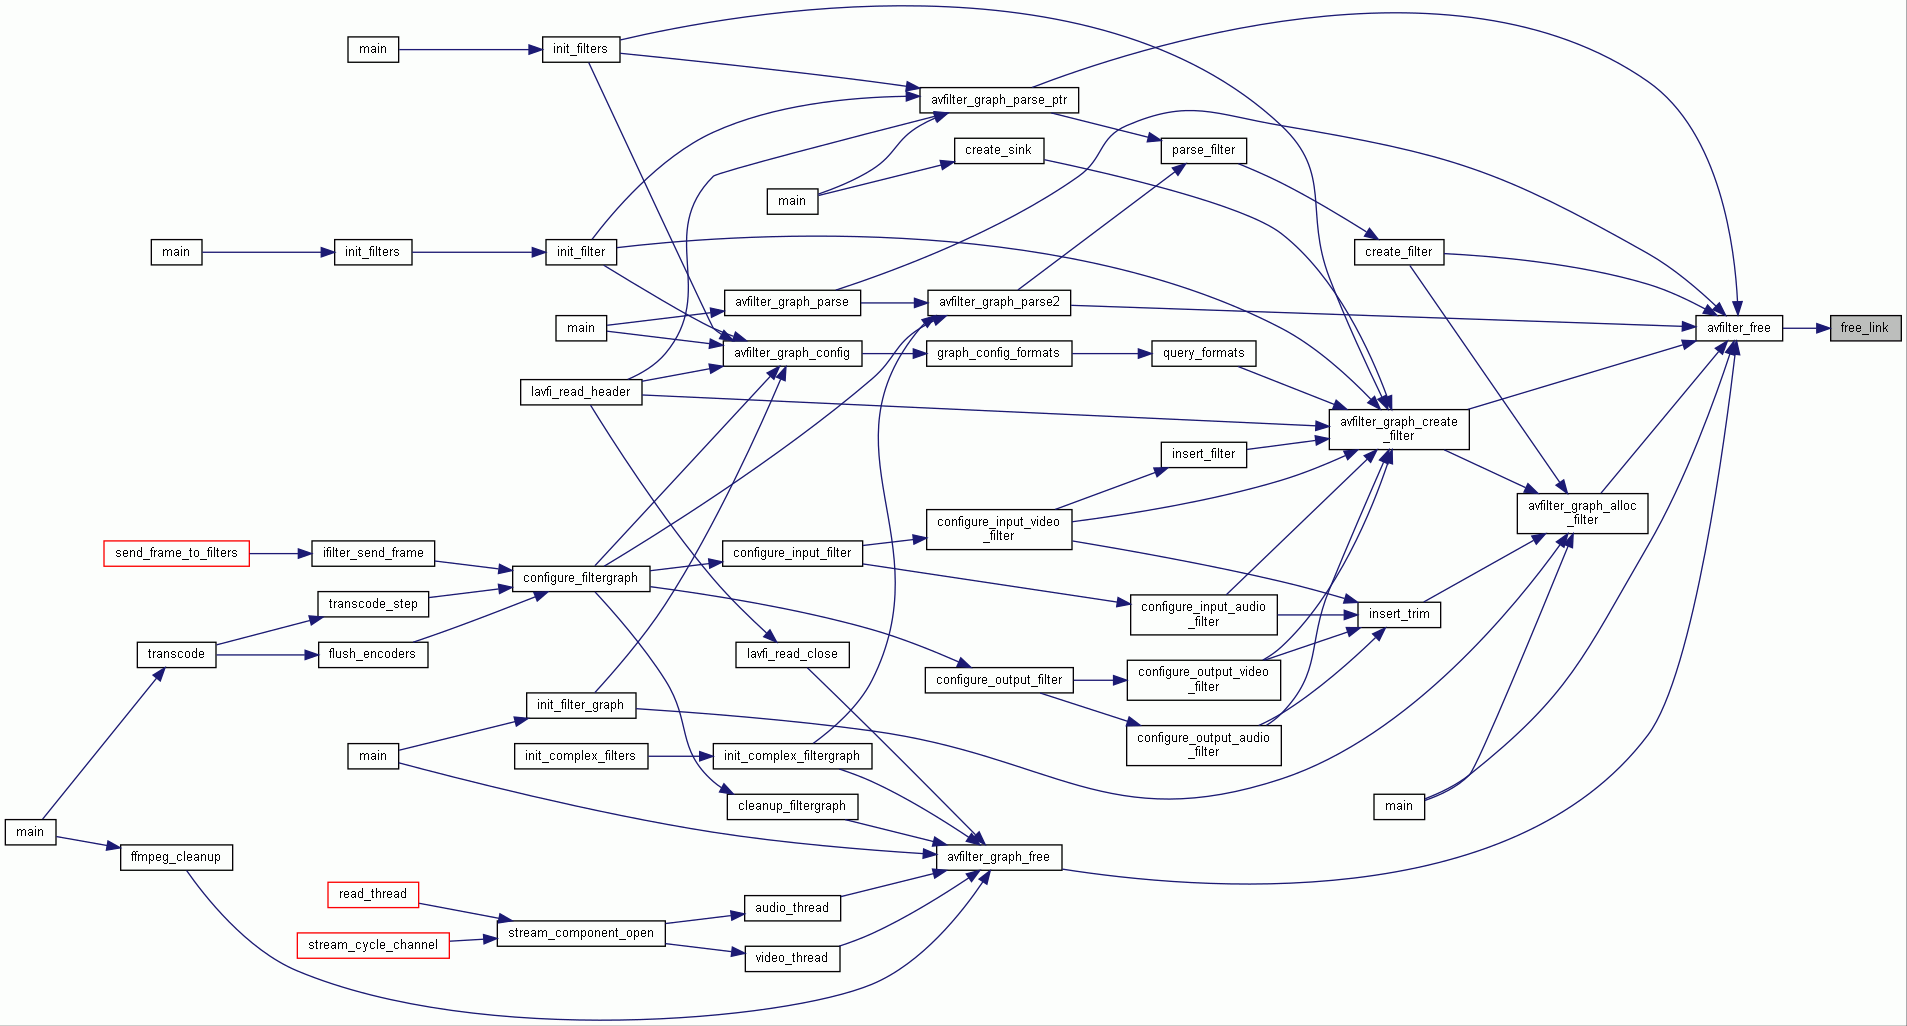 main
init_filters
avfilter_graph_parse_ptr
create_sink
parse_filter
main
main
init_filters
init_filter
create_filter
avfilter_graph_parse
avfilter_graph_parse2
main
avfilter_free
free_link
avfilter_graph_config
graph_config_formats
query_formats
lavfi_read_header
avfilter_graph_create
_filter
insert_filter
avfilter_graph_alloc
_filter
configure_input_video
_filter
send_frame_to_filters
ifilter_send_frame
configure_input_filter
configure_filtergraph
transcode_step
configure_input_audio
_filter
insert_trim
transcode
flush_encoders
lavfi_read_close
configure_output_filter
configure_output_video
_filter
init_filter_graph
configure_output_audio
_filter
main
init_complex_filters
init_complex_filtergraph
cleanup_filtergraph
main
main
ffmpeg_cleanup
avfilter_graph_free
read_thread
audio_thread
stream_component_open
stream_cycle_channel
video_thread